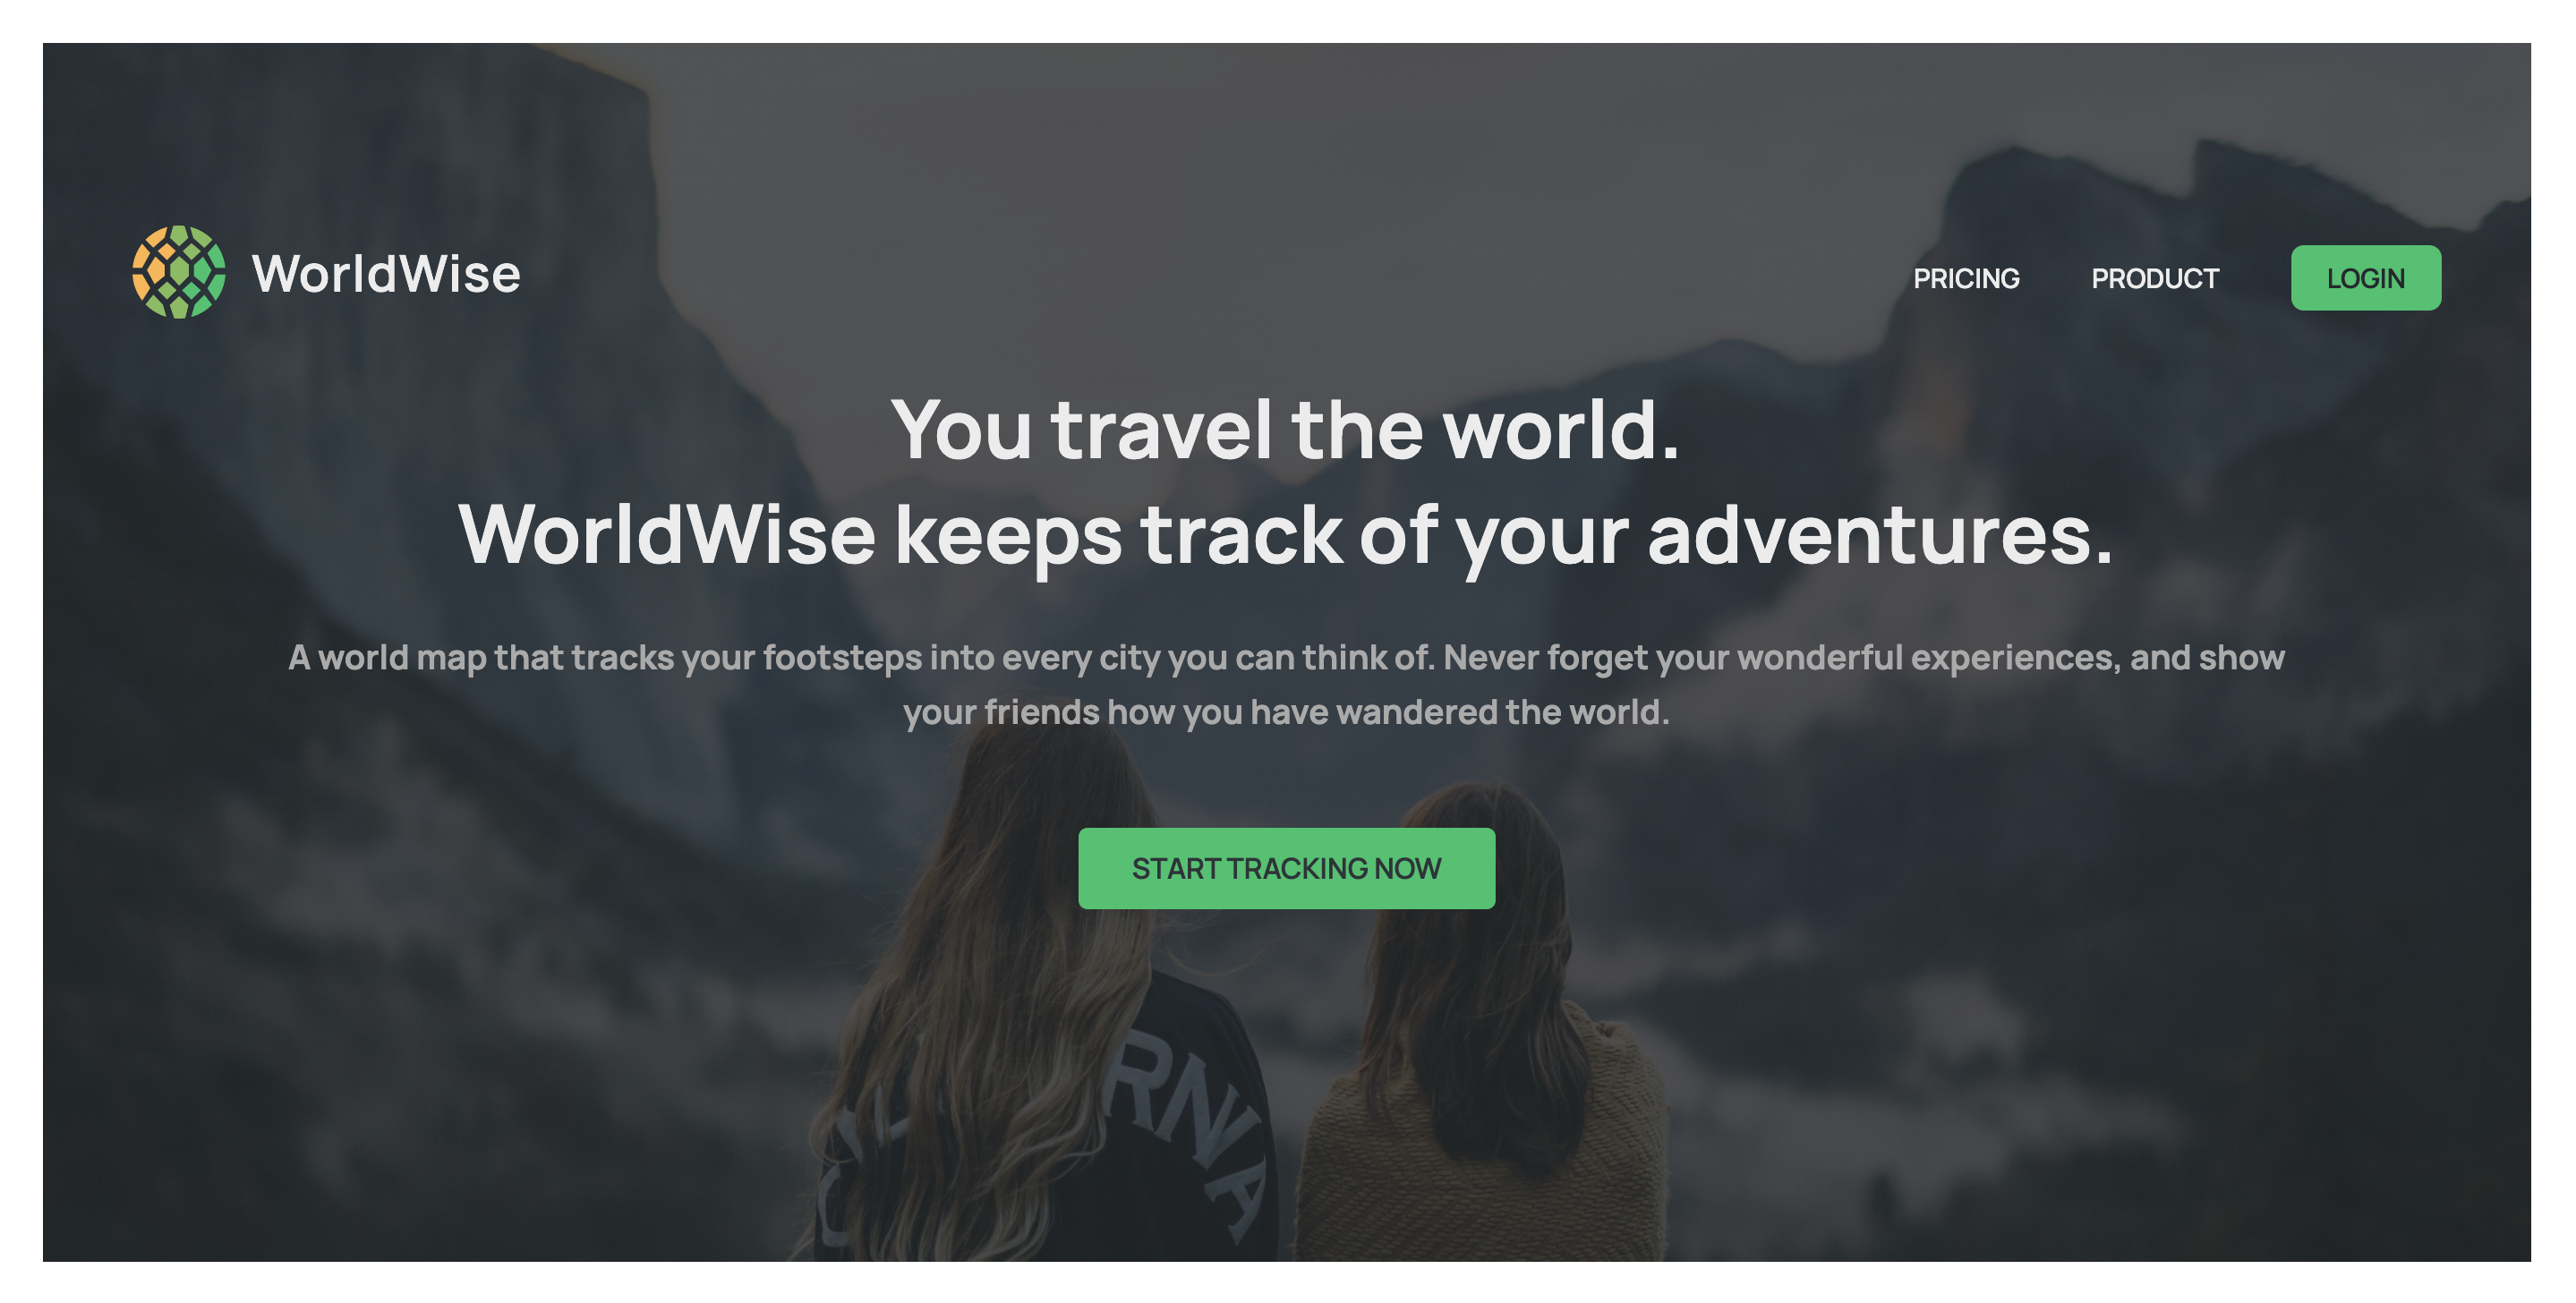 WorldWise
PRICING
PRODUCT
LOGIN
You travel the world.
WorldWise keeps track of your adventures.
A world map that tracks your footsteps into every city you can think of. Never forget your wonderful experiences, and show
your friends how you have wandered the world.
START TRACKING NOW